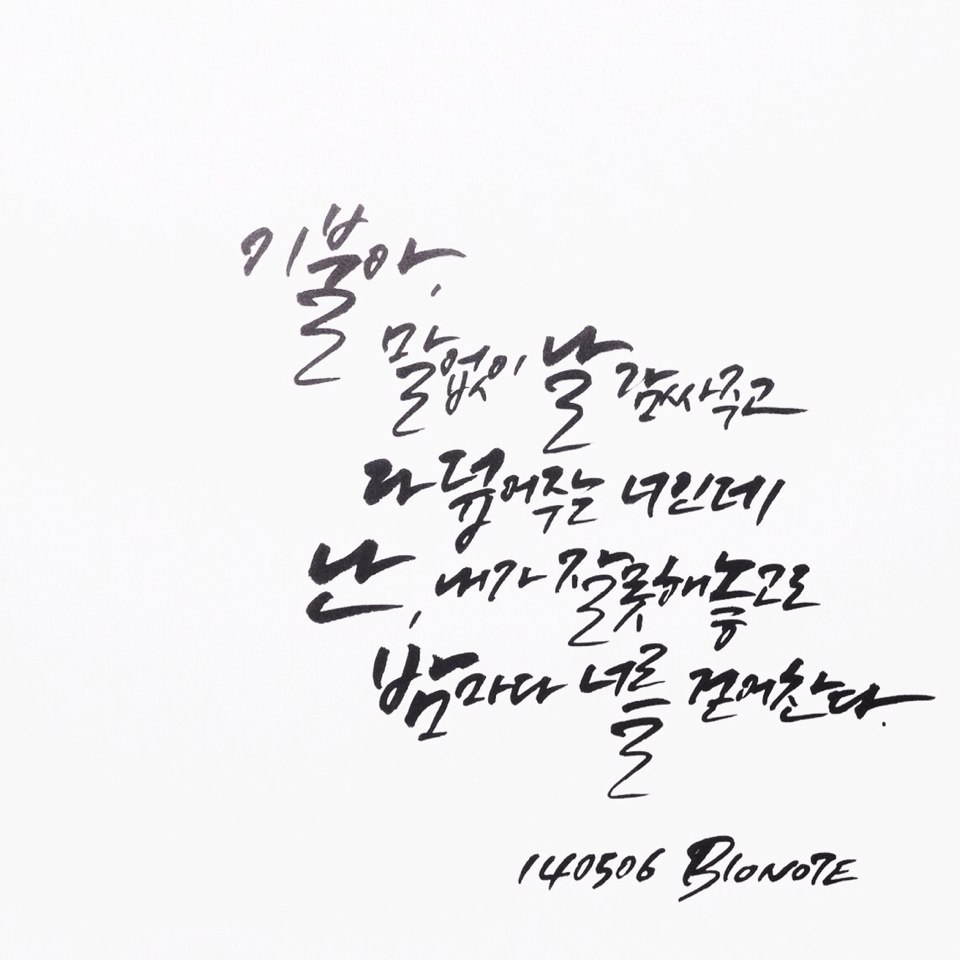 이불아,
말없이 날 감싸주고
다 덮어주는 너인데
난, 내가 잘못해놓고도
밤마다 너를 걷어찬다.
140506 BIONOTE